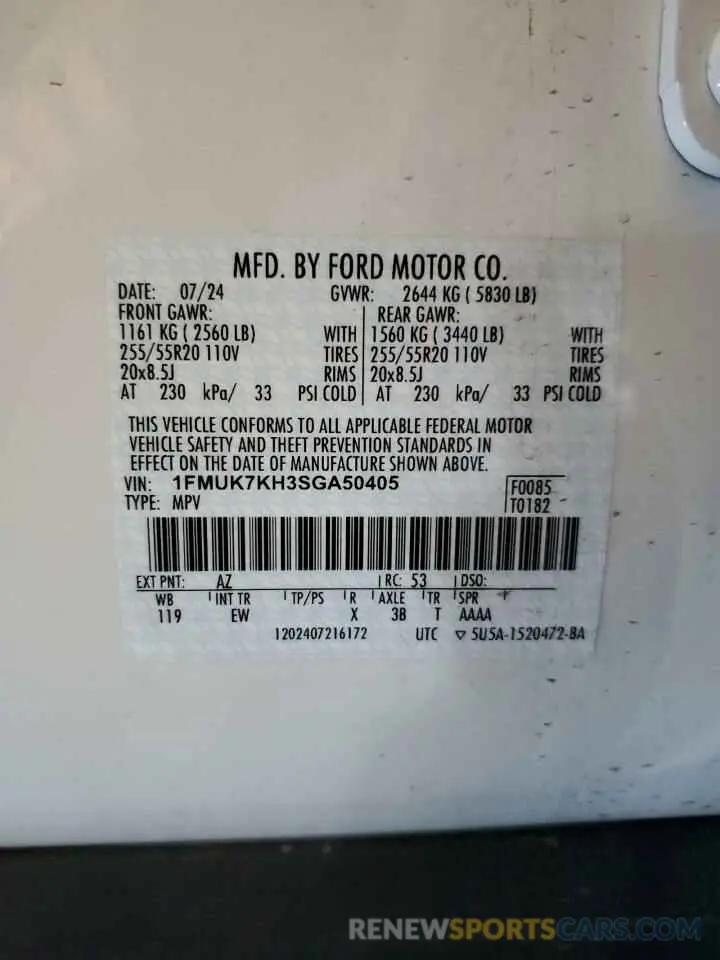 MFD. BY FORD MOTOR CO.
DATE: 07/24 GVWR: 2644 KG ( 5830 LB)
FRONT GAWR: REAR GAWR:
1161 KG ( 2560 LB) WITH 1560 KG ( 3440 LB) WITH
255/55R20 110V TIRES 255/55R20 110V TIRES
20x8.5J RIMS 20x8.5J RIMS
AT 230 kPa/ 33 PSI COLD AT 230 kPa/ 33 PSI COLD
THIS VEHICLE CONFORMS TO ALL APPLICABLE FEDERAL MOTOR
VEHICLE SAFETY AND THEFT PREVENTION STANDARDS IN
EFFECT ON THE DATE OF MANUFACTURE SHOWN ABOVE.
VIN: 1FMUK7KH3SGA50405 F0085
TYPE: MPV T0182
EXT PNT: AZ RC: 53 DSO:
WB INT TR TP/PS R AXLE TR SPR
119 EW X 3B T AAAA
1202407216172 UTC ▽ 5U5A-1520472-BA
RENEWSPORTSCARS.COM